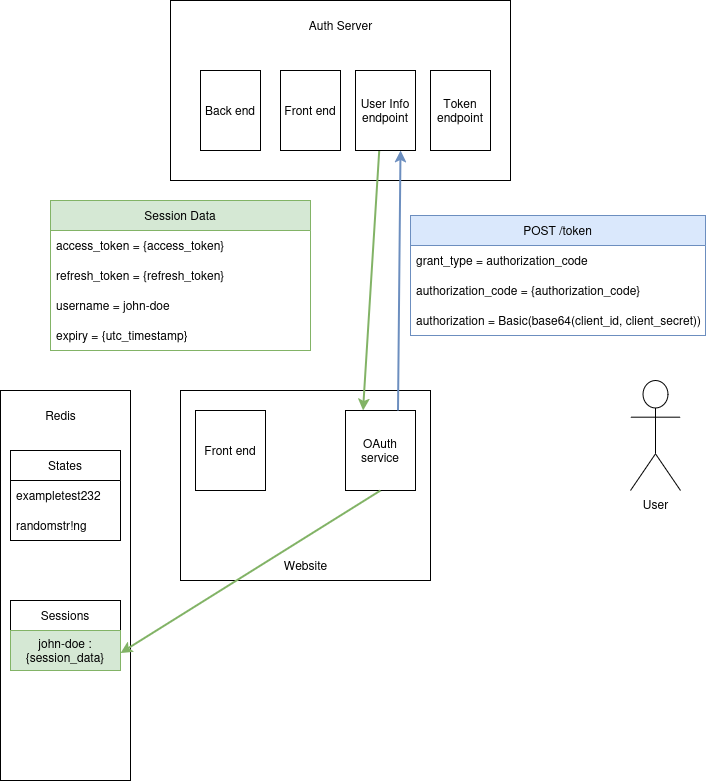 Auth Server
Back end
Front end
User Info
endpoint
Token
endpoint
Session Data
access_token = {access_token}
refresh_token = {refresh_token}
username = john-doe
expiry = {utc_timestamp}
POST /token
grant_type = authorization_code
authorization_code = {authorization_code}
authorization = Basic(base64(client_id, client_secret))
Redis
States
exampletest232
randomstr!ng
Sessions
john-doe :
{session_data}
Front end
OAuth
service
Website
User